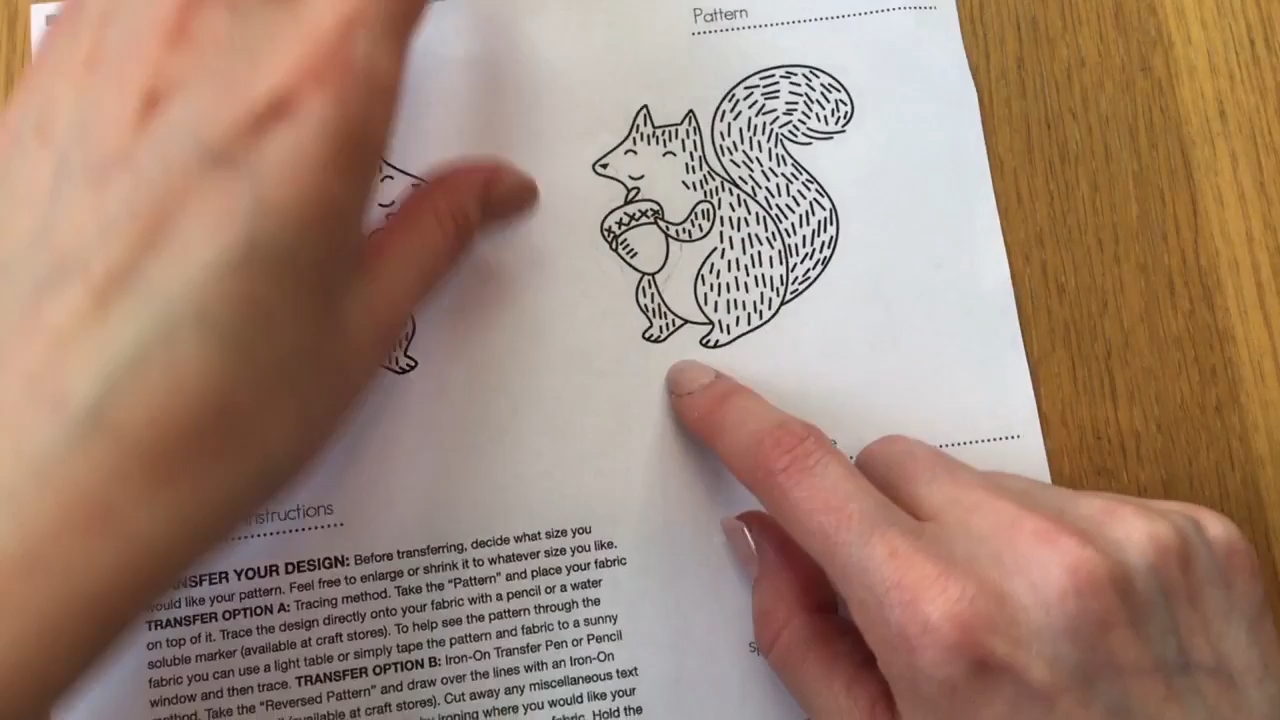 Pattern
Instructions
TRANSFER YOUR DESIGN: Before transferring, decide what size you
would like your pattern. Feel free to enlarge or shrink it to whatever size you like.
TRANSFER OPTION A: Tracing method. Take the "Pattern" and place your fabric
on top of it. Trace the design directly onto your fabric with a pencil or a water
soluble marker (available at craft stores). To help see the pattern through the
fabric you can use a light table or simply tape the pattern and fabric to a sunny
window and then trace. TRANSFER OPTION B: Iron-On Transfer Pen or Pencil
method. Take the "Reversed Pattern" and draw over the lines with an Iron-On
(available at craft stores). Cut away any miscellaneous text
ironing where you would like your
fabric. Hold the